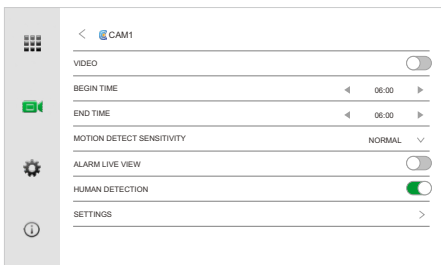 CAM1
VIDEO
BEGIN TIME 06:00
END TIME 06:00
MOTION DETECT SENSITIVITY NORMAL
ALARM LIVE VIEW
HUMAN DETECTION
SETTINGS